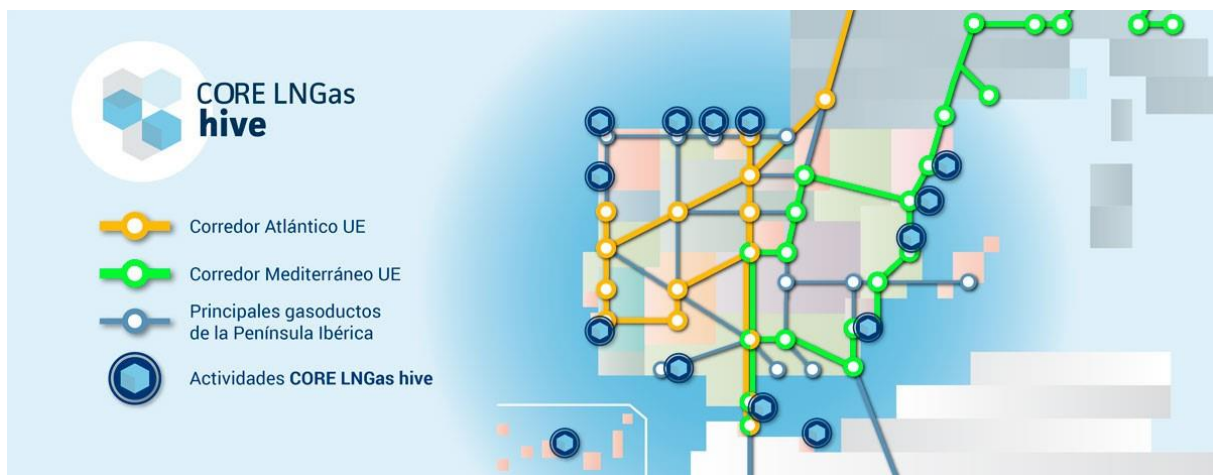 CORE LNGas
hive
Corredor Atlántico UE
Corredor Mediterráneo UE
Principales gasoductos
de la Península Ibérica
Actividades CORE LNGas hive